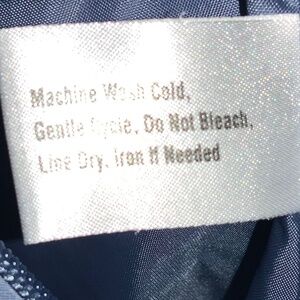 Machine Wash Cold,
Gentle Cycle, Do Not Bleach,
Line Dry, Iron If Needed